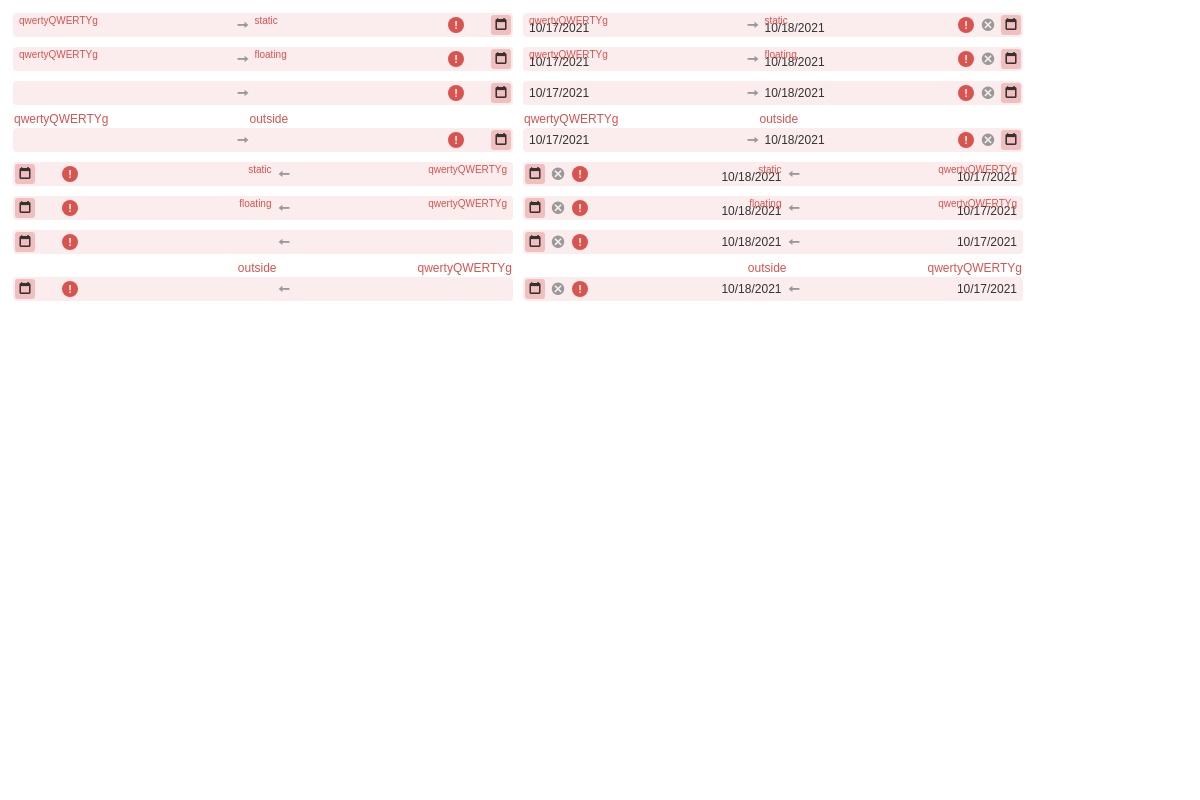 qwertyQWERTYg static qwertyQWERTYg static
10/17/2021 10/18/2021
qwertyQWERTYg floating qwertyQWERTYg floating
10/17/2021 10/18/2021
10/17/2021 10/18/2021
qwertyQWERTYg outside qwertyQWERTYg outside
10/17/2021 10/18/2021
static qwertyQWERTYg static qwertyQWERTYg
10/18/2021 10/17/2021
floating qwertyQWERTYg floating qwertyQWERTYg
10/18/2021 10/17/2021
10/18/2021 10/17/2021
outside qwertyQWERTYg outside qwertyQWERTYg
10/18/2021 10/17/2021